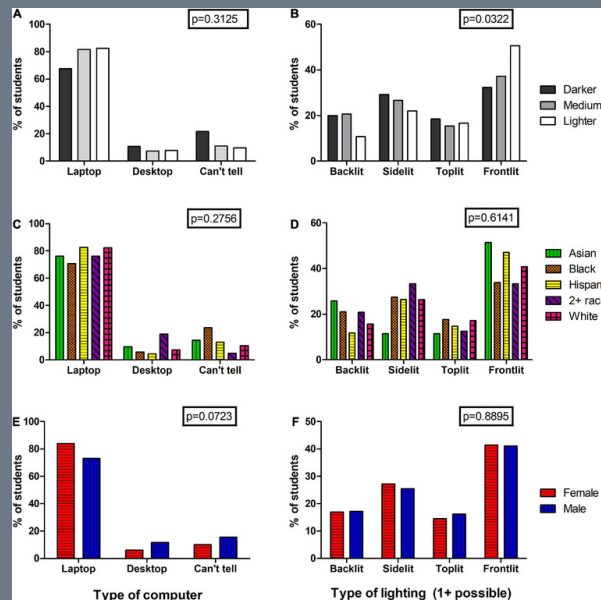 A
p=0.3125
% of students
100
80
60
40
20
0
Laptop
Desktop
Can't tell
B
p=0.0322
% of students
60
40
20
0
Backlit
Sidelit
Toplit
Frontlit
Darker
Medium
Lighter
C
p=0.2756
% of students
100
80
60
40
20
0
Laptop
Desktop
Can't tell
D
p=0.6141
% of students
60
40
20
0
Backlit
Sidelit
Toplit
Frontlit
Asian
Black
Hispan
2+ rac
White
E
p=0.0723
% of students
100
80
60
40
20
0
Laptop
Desktop
Can't tell
Type of computer
F
p=0.8895
% of students
50
40
30
20
10
0
Backlit
Sidelit
Toplit
Frontlit
Type of lighting (1+ possible)
Female
Male